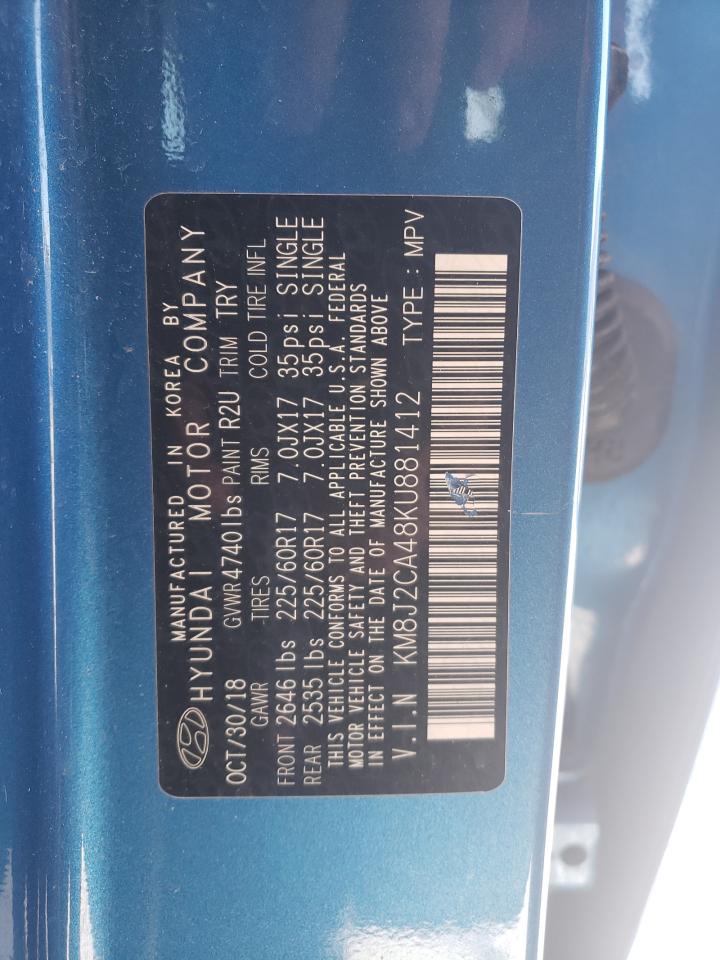 MANUFACTURED IN KOREA BY
HYUNDAI MOTOR COMPANY
OCT/30/18 GVWR 4740lbs PAINT R2U TRIM TRY
GAWR TIRES RIMS COLD TIRE INFL
FRONT 2646 lbs 225/60R17 7.0JX17 35psi SINGLE
REAR 2535 lbs 225/60R17 7.0JX17 35psi SINGLE
THIS VEHICLE CONFORMS TO ALL APPLICABLE U.S.A. FEDERAL
MOTOR VEHICLE SAFETY AND THEFT PREVENTION STANDARDS
IN EFFECT ON THE DATE OF MANUFACTURE SHOWN ABOVE
V.I.N KM8J2CA48KU881412 TYPE : MPV